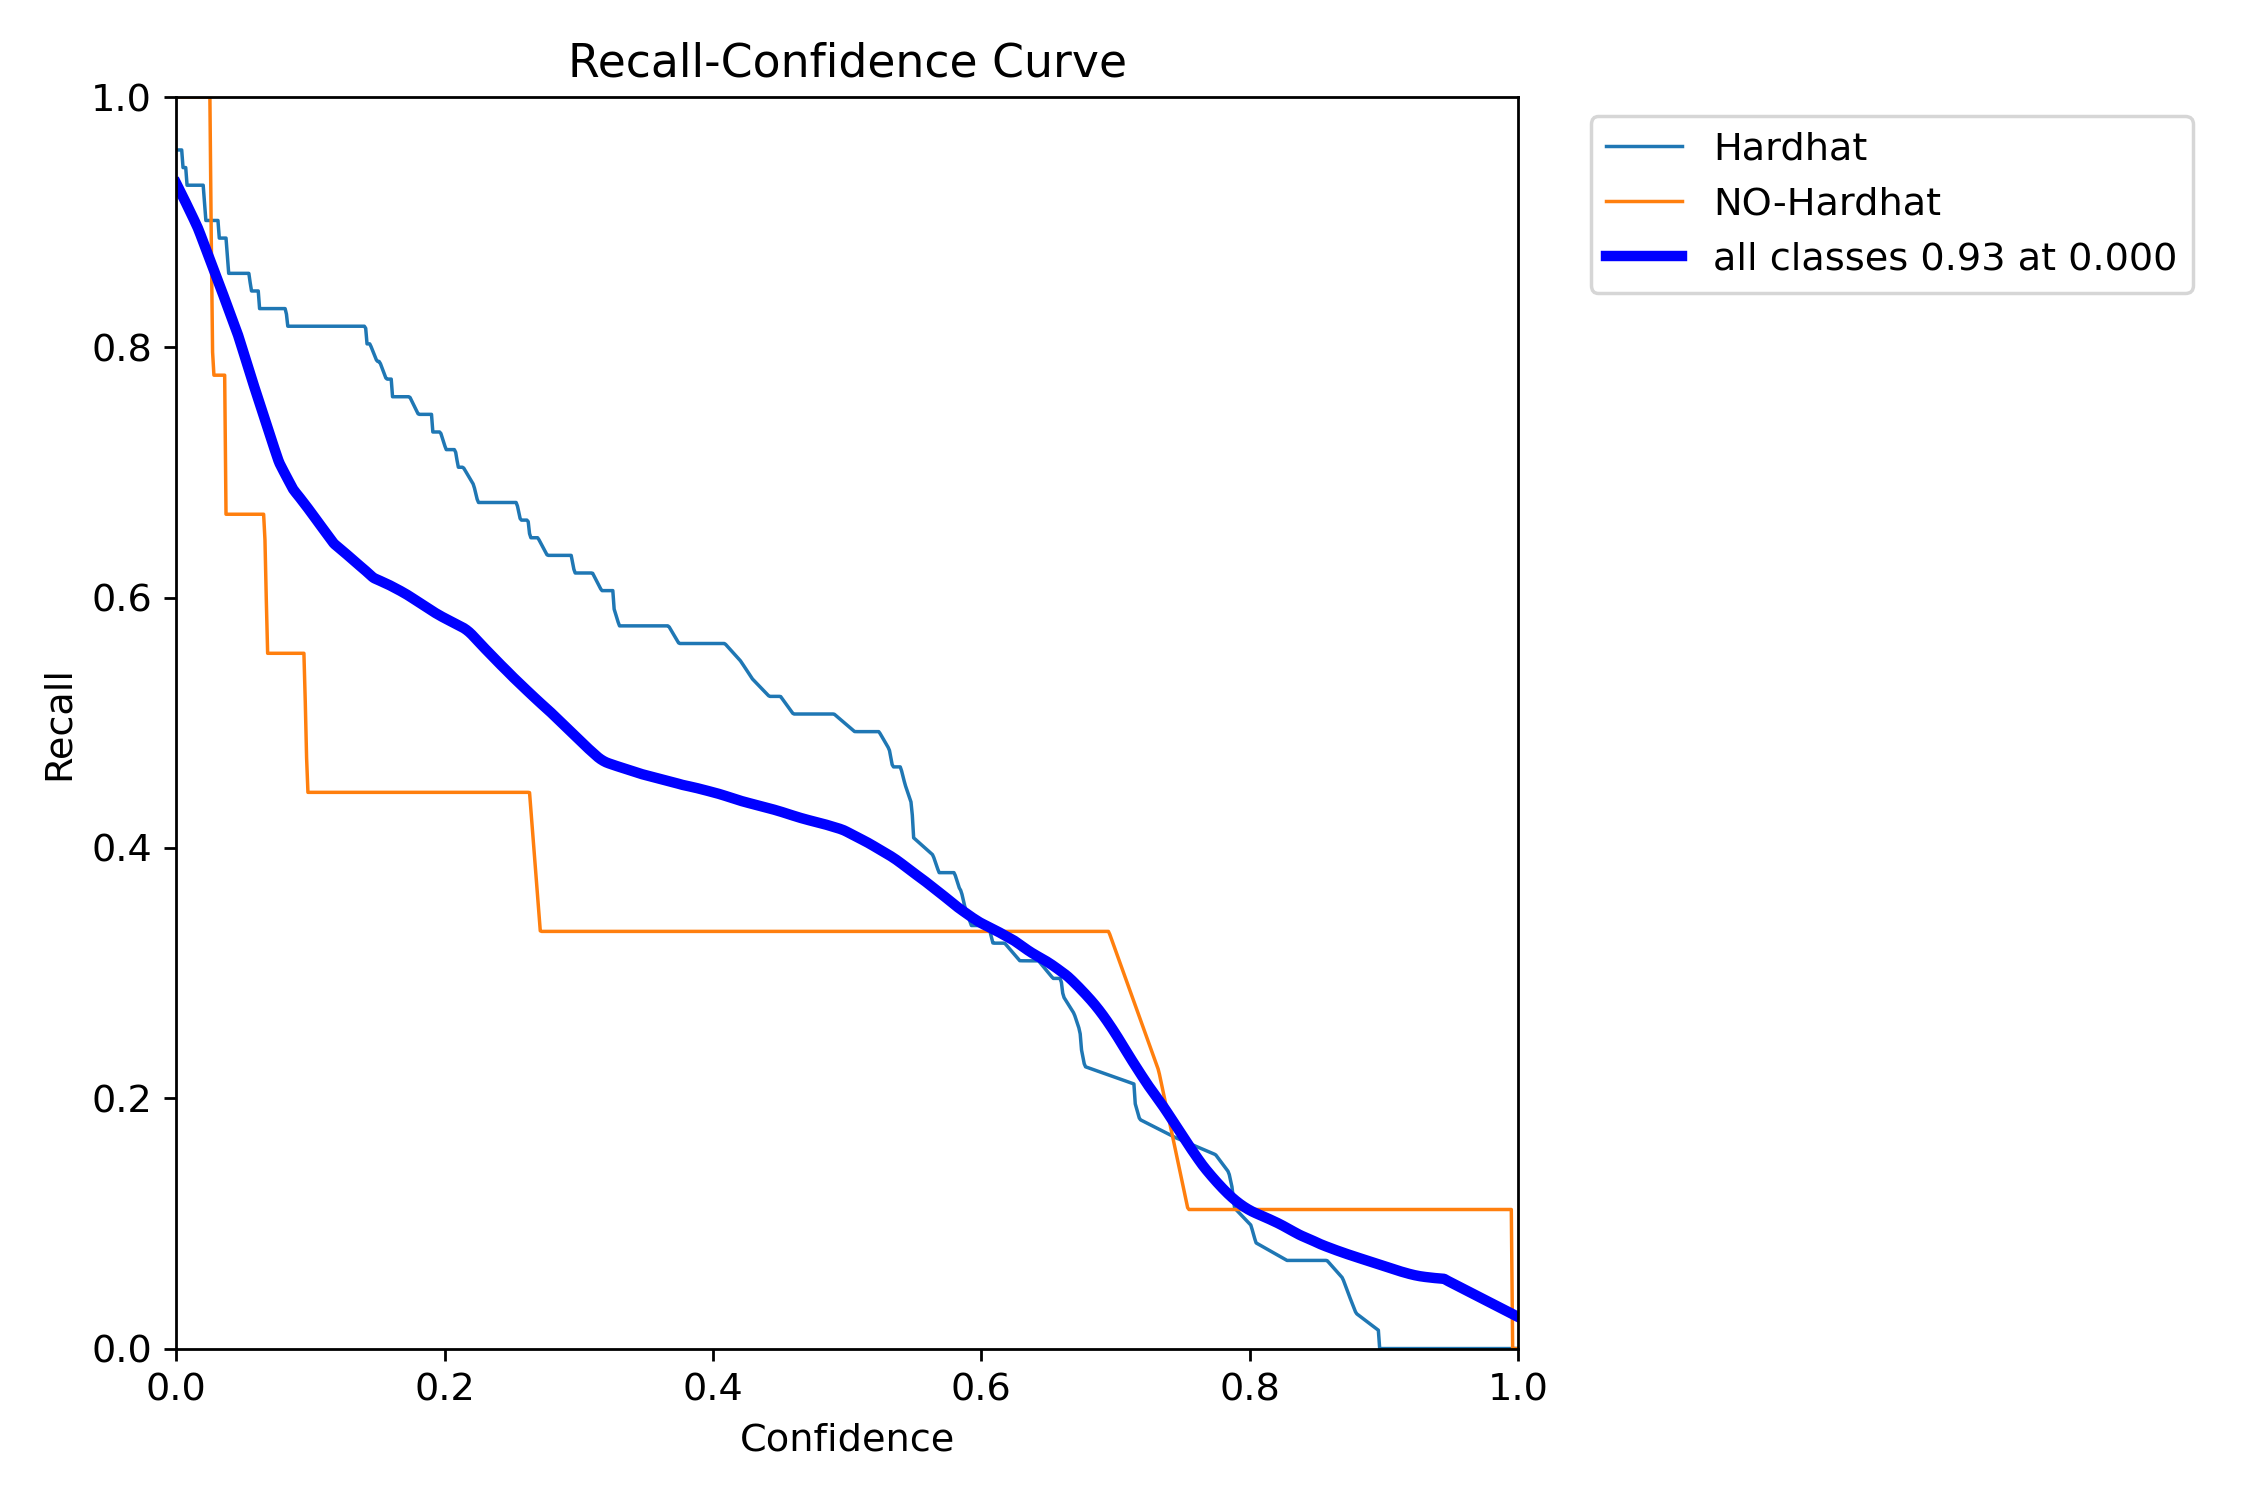 Recall-Confidence Curve
1.0
0.8
0.6
0.4
0.2
0.0
Recall
0.0 0.2 0.4 0.6 0.8 1.0
Confidence
Hardhat
NO-Hardhat
all classes 0.93 at 0.000